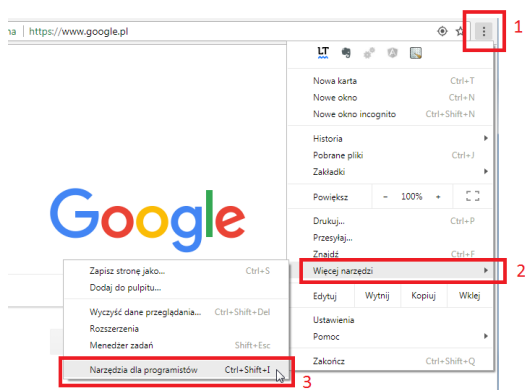 na | https://www.google.pl
1
Nowa karta Ctrl+T
Nowe okno Ctrl+N
Nowe okno incognito Ctrl+Shift+N
Historia
Pobrane pliki Ctrl+J
Zakładki
Powiększ - 100% +
Google
Drukuj... Ctrl+P
Przesyłaj...
Znajdź Ctrl+F
Więcej narzędzi
2
Edytuj Wytnij Kopiuj Wklej
Ustawienia
Pomoc
Zakończ Ctrl+Shift+Q
Zapisz stronę jako... Ctrl+S
Dodaj do pulpitu...
Wyczyść dane przeglądania... Ctrl+Shift+Del
Rozszerzenia
Menedżer zadań Shift+Esc
Narzędzia dla programistów Ctrl+Shift+I
3